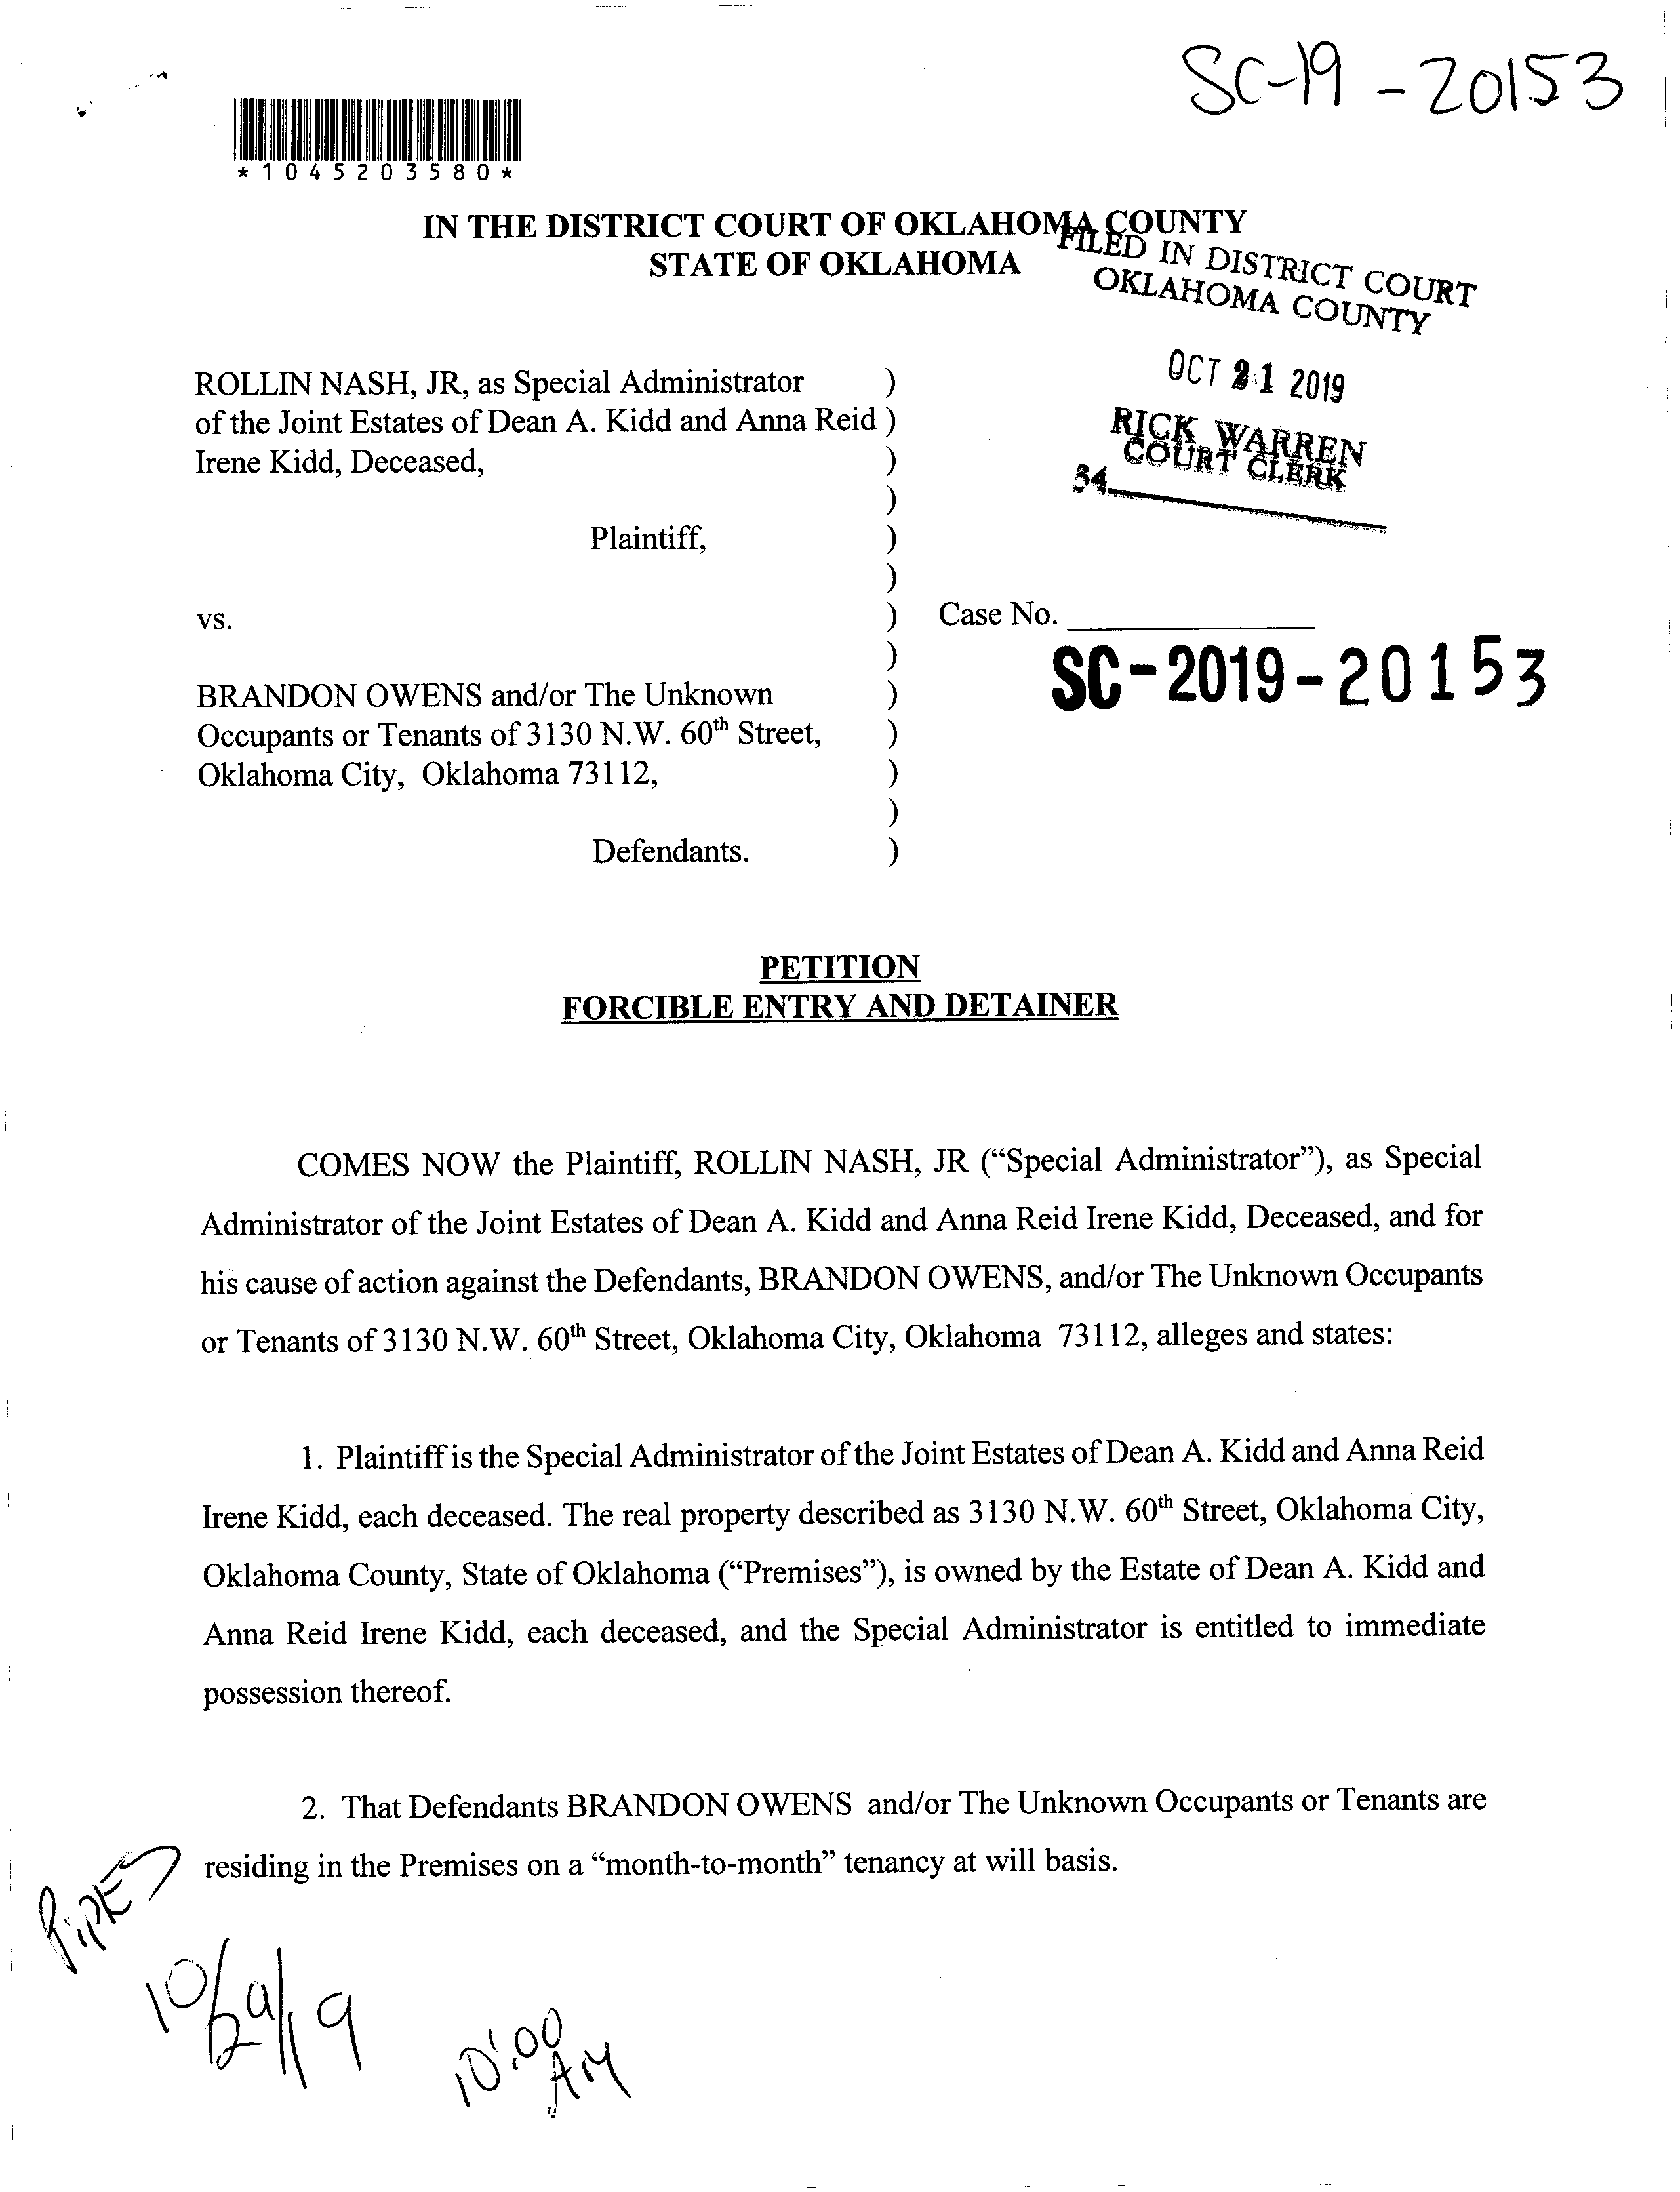 SC-19-20153
*1045203580*
IN THE DISTRICT COURT OF OKLAHOMA COUNTY
STATE OF OKLAHOMA
FILED IN DISTRICT COURT
OKLAHOMA COUNTY
OCT 21 2019
RICK WARREN
COURT CLERK
34
ROLLIN NASH, JR, as Special Administrator )
of the Joint Estates of Dean A. Kidd and Anna Reid )
Irene Kidd, Deceased, )
)
Plaintiff, )
)
vs. ) Case No.
)
SC-2019-20153
BRANDON OWENS and/or The Unknown )
Occupants or Tenants of 3130 N.W. 60th Street, )
Oklahoma City, Oklahoma 73112, )
)
Defendants. )
PETITION
FORCIBLE ENTRY AND DETAINER
COMES NOW the Plaintiff, ROLLIN NASH, JR (“Special Administrator”), as Special
Administrator of the Joint Estates of Dean A. Kidd and Anna Reid Irene Kidd, Deceased, and for
his cause of action against the Defendants, BRANDON OWENS, and/or The Unknown Occupants
or Tenants of 3130 N.W. 60th Street, Oklahoma City, Oklahoma 73112, alleges and states:
1. Plaintiff is the Special Administrator of the Joint Estates of Dean A. Kidd and Anna Reid
Irene Kidd, each deceased. The real property described as 3130 N.W. 60th Street, Oklahoma City,
Oklahoma County, State of Oklahoma (“Premises”), is owned by the Estate of Dean A. Kidd and
Anna Reid Irene Kidd, each deceased, and the Special Administrator is entitled to immediate
possession thereof.
2. That Defendants BRANDON OWENS and/or The Unknown Occupants or Tenants are
residing in the Premises on a “month-to-month” tenancy at will basis.
10/29/19
10:00
AM